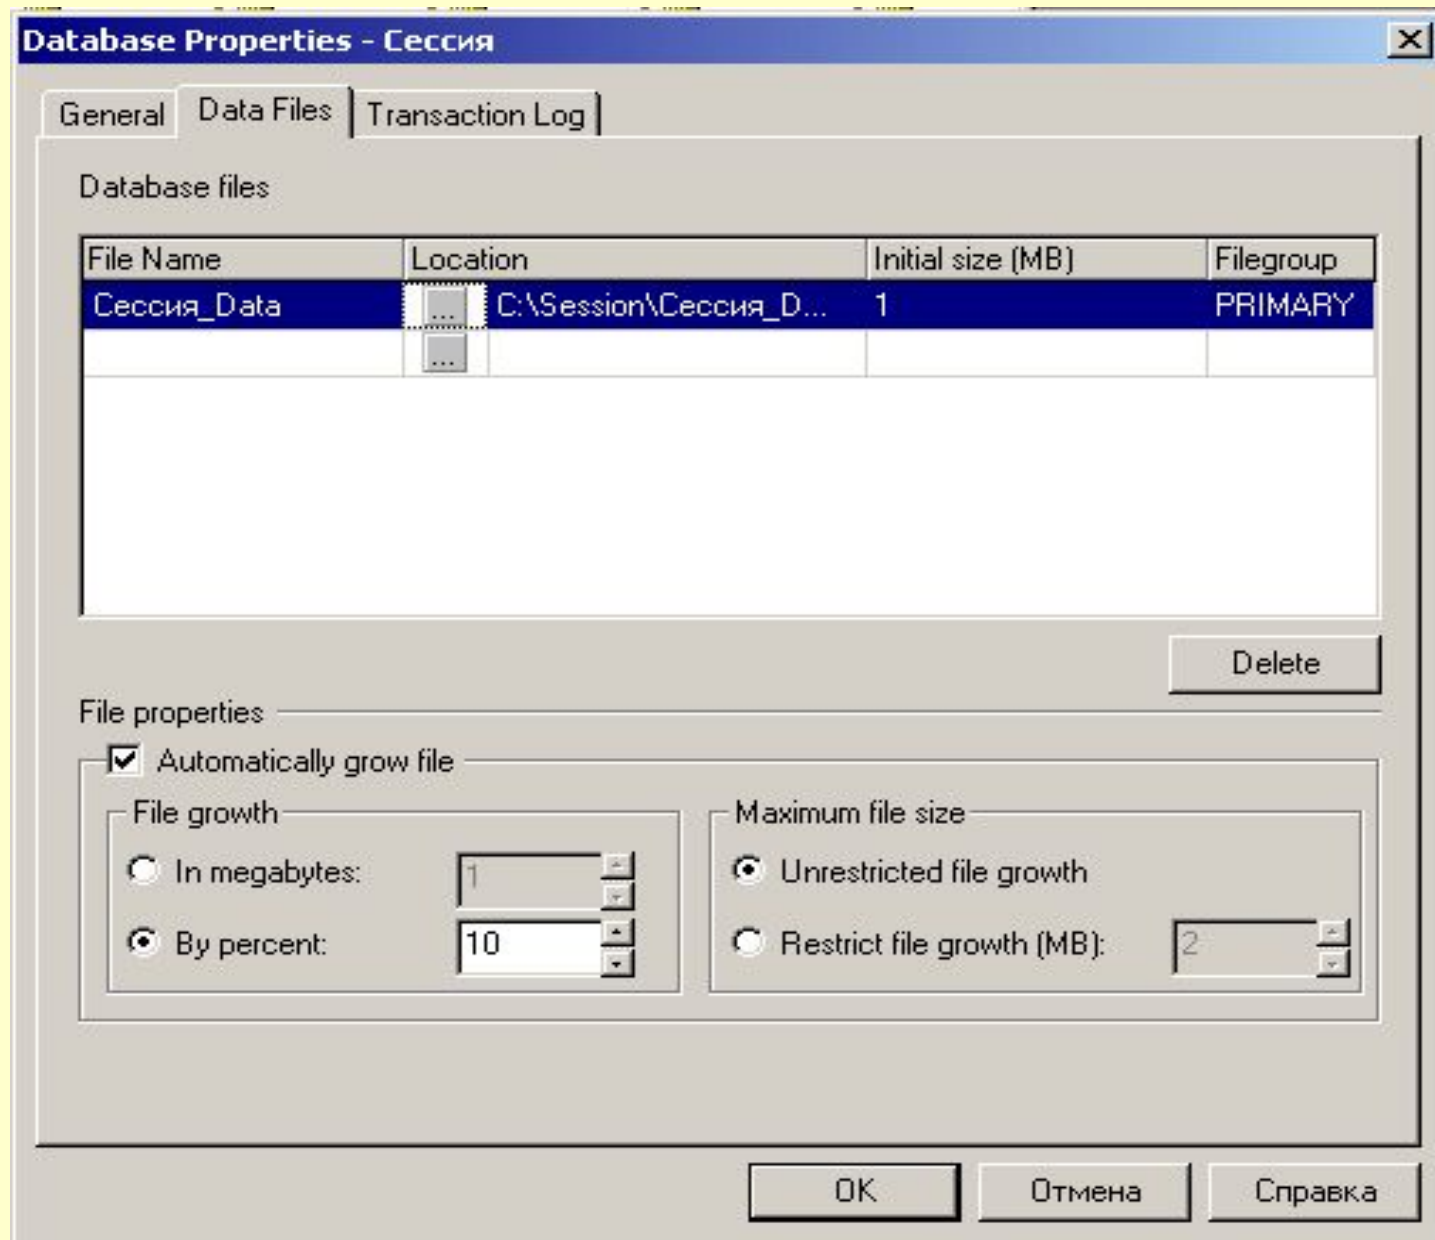 Database Properties - Сессия
General Data Files Transaction Log
Database files
File Name Location Initial size (MB) Filegroup
Сессия_Data ... C:\Session\Сессия_D... 1 PRIMARY
...
Delete
File properties
Automatically grow file
File growth Maximum file size
In megabytes: 1 Unrestricted file growth
By percent: 10 Restrict file growth (MB): 2
OK Отмена Справка